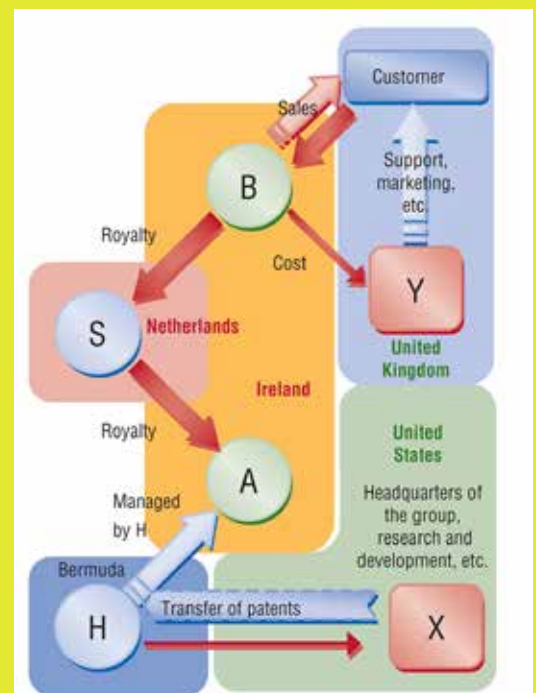 Customer
Sales
B
Support,
marketing,
etc.
Royalty
Cost
Y
S
Netherlands
United
Kingdom
Ireland
Royalty
A
United
States
Managed
by H
Headquarters of
the group,
research and
development, etc.
Bermuda
H
Transfer of patents
X